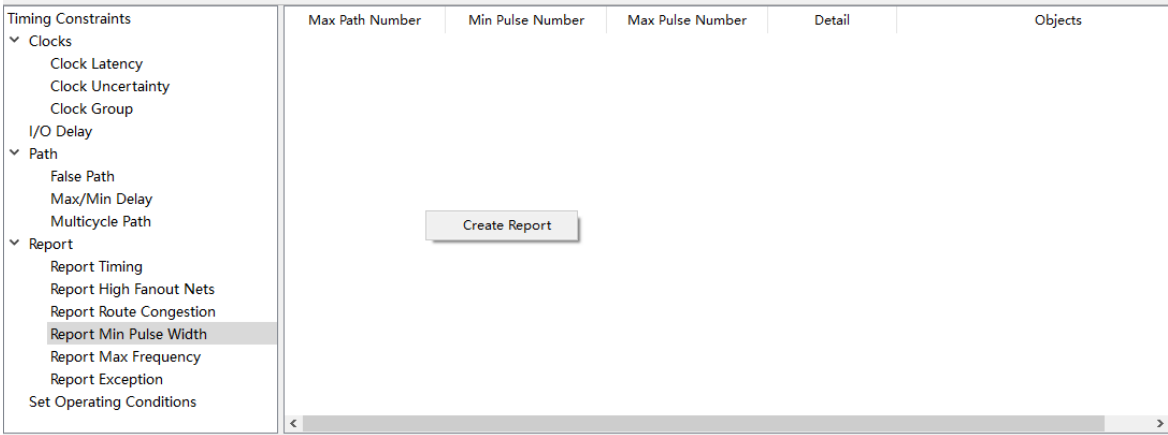 Timing Constraints
Clocks
Clock Latency
Clock Uncertainty
Clock Group
I/O Delay
Path
False Path
Max/Min Delay
Multicycle Path
Report
Report Timing
Report High Fanout Nets
Report Route Congestion
Report Min Pulse Width
Report Max Frequency
Report Exception
Set Operating Conditions
Max Path Number Min Pulse Number Max Pulse Number Detail Objects
Create Report